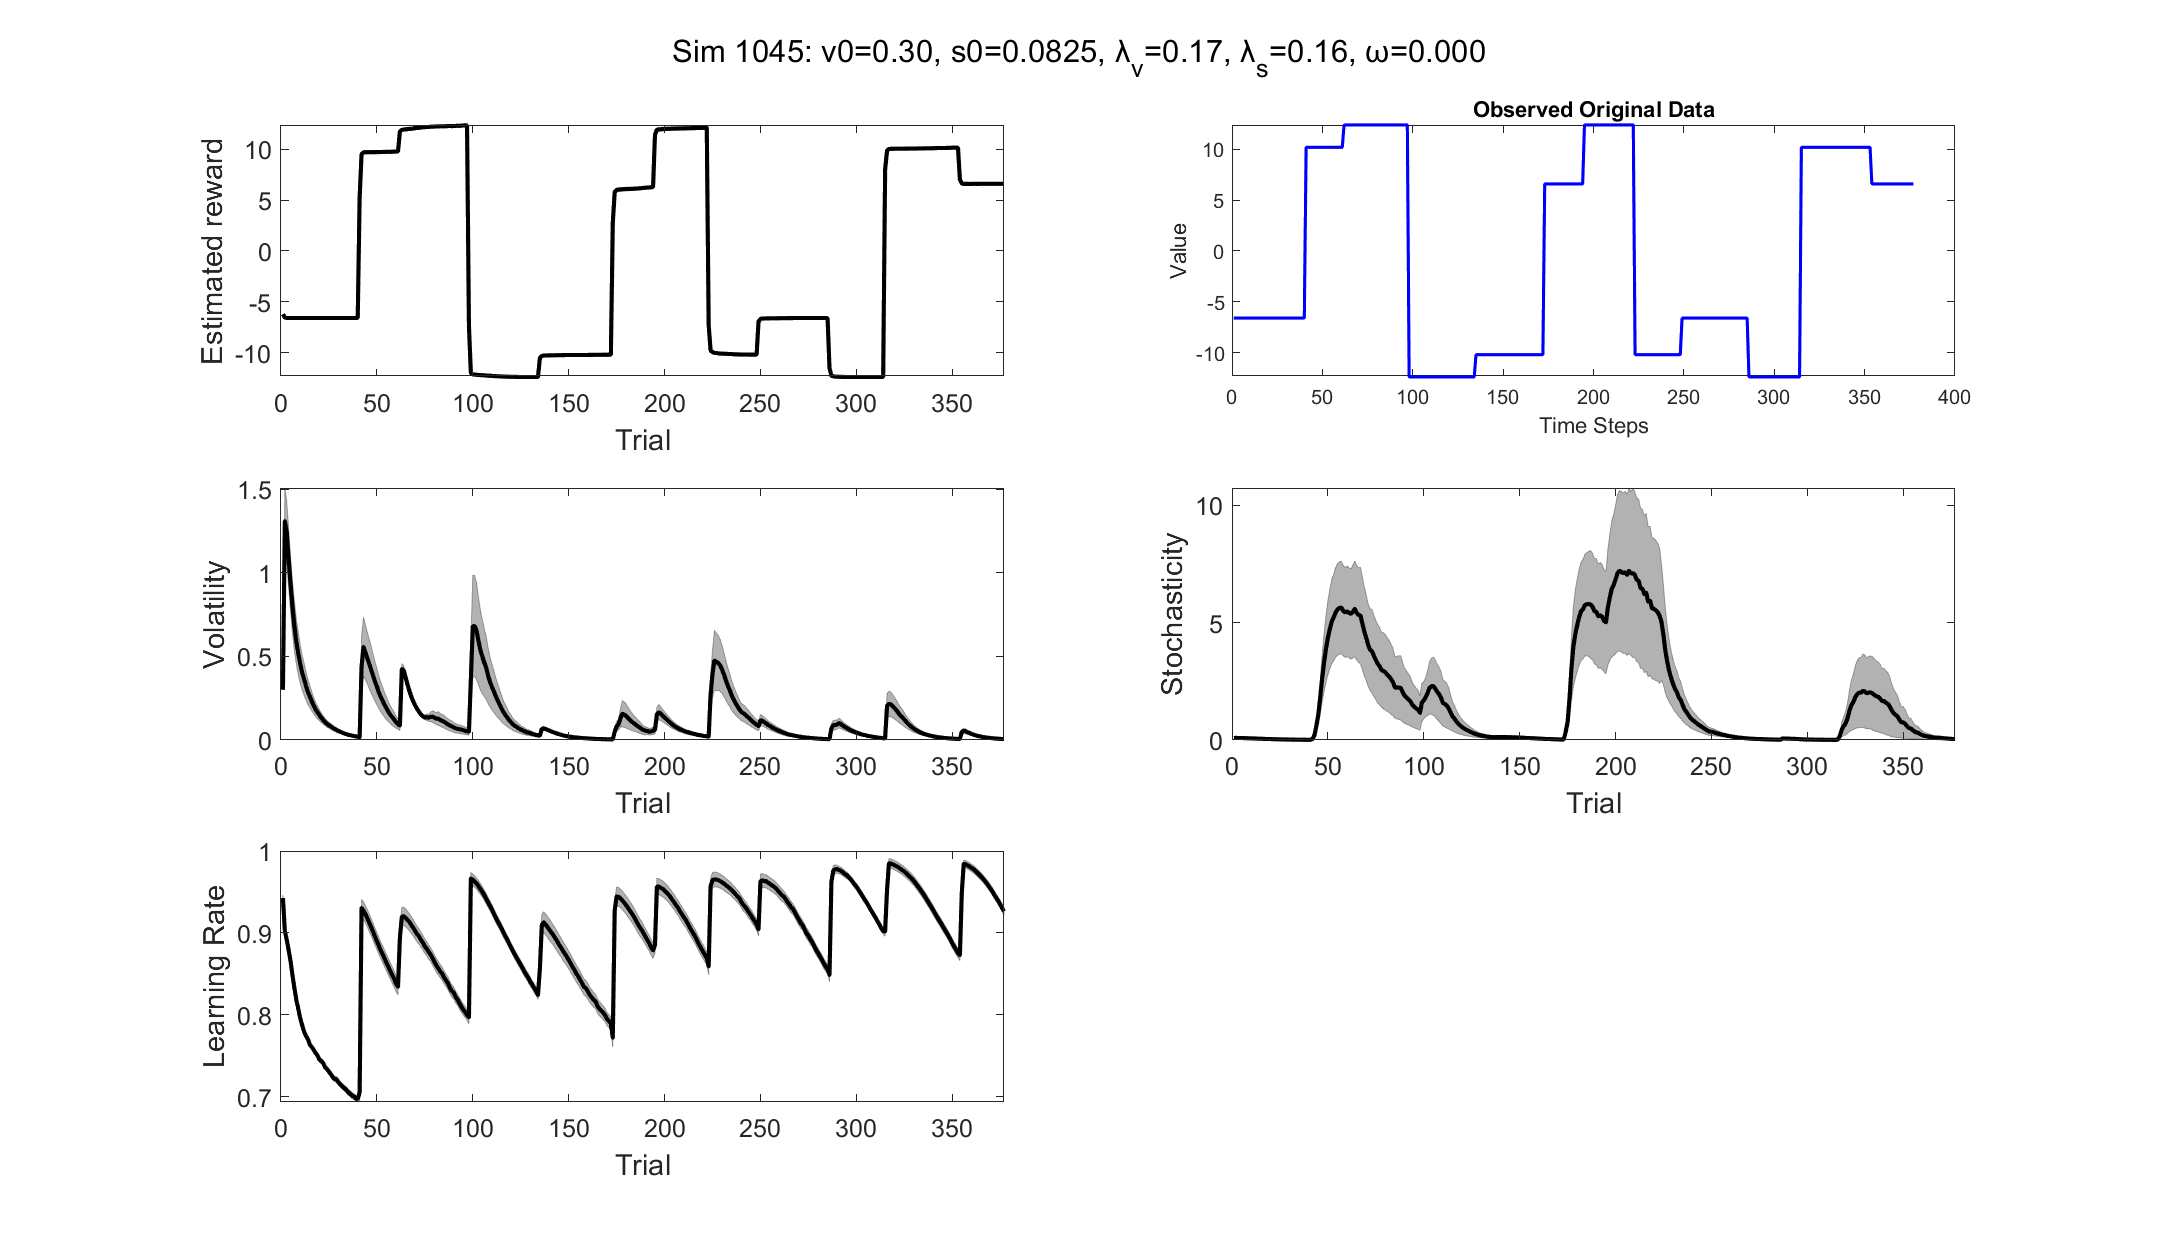 Sim 1045: v0=0.30, s0=0.0825, λ_v=0.17, λ_s=0.16, ω=0.000
Estimated reward
10
5
0
-5
-10
0 50 100 150 200 250 300 350
Trial
Observed Original Data
Value
10
5
0
-5
-10
0 50 100 150 200 250 300 350 400
Time Steps
Volatility
1.5
1
0.5
0
0 50 100 150 200 250 300 350
Trial
Stochasticity
10
5
0
0 50 100 150 200 250 300 350
Trial
Learning Rate
1
0.9
0.8
0.7
0 50 100 150 200 250 300 350
Trial